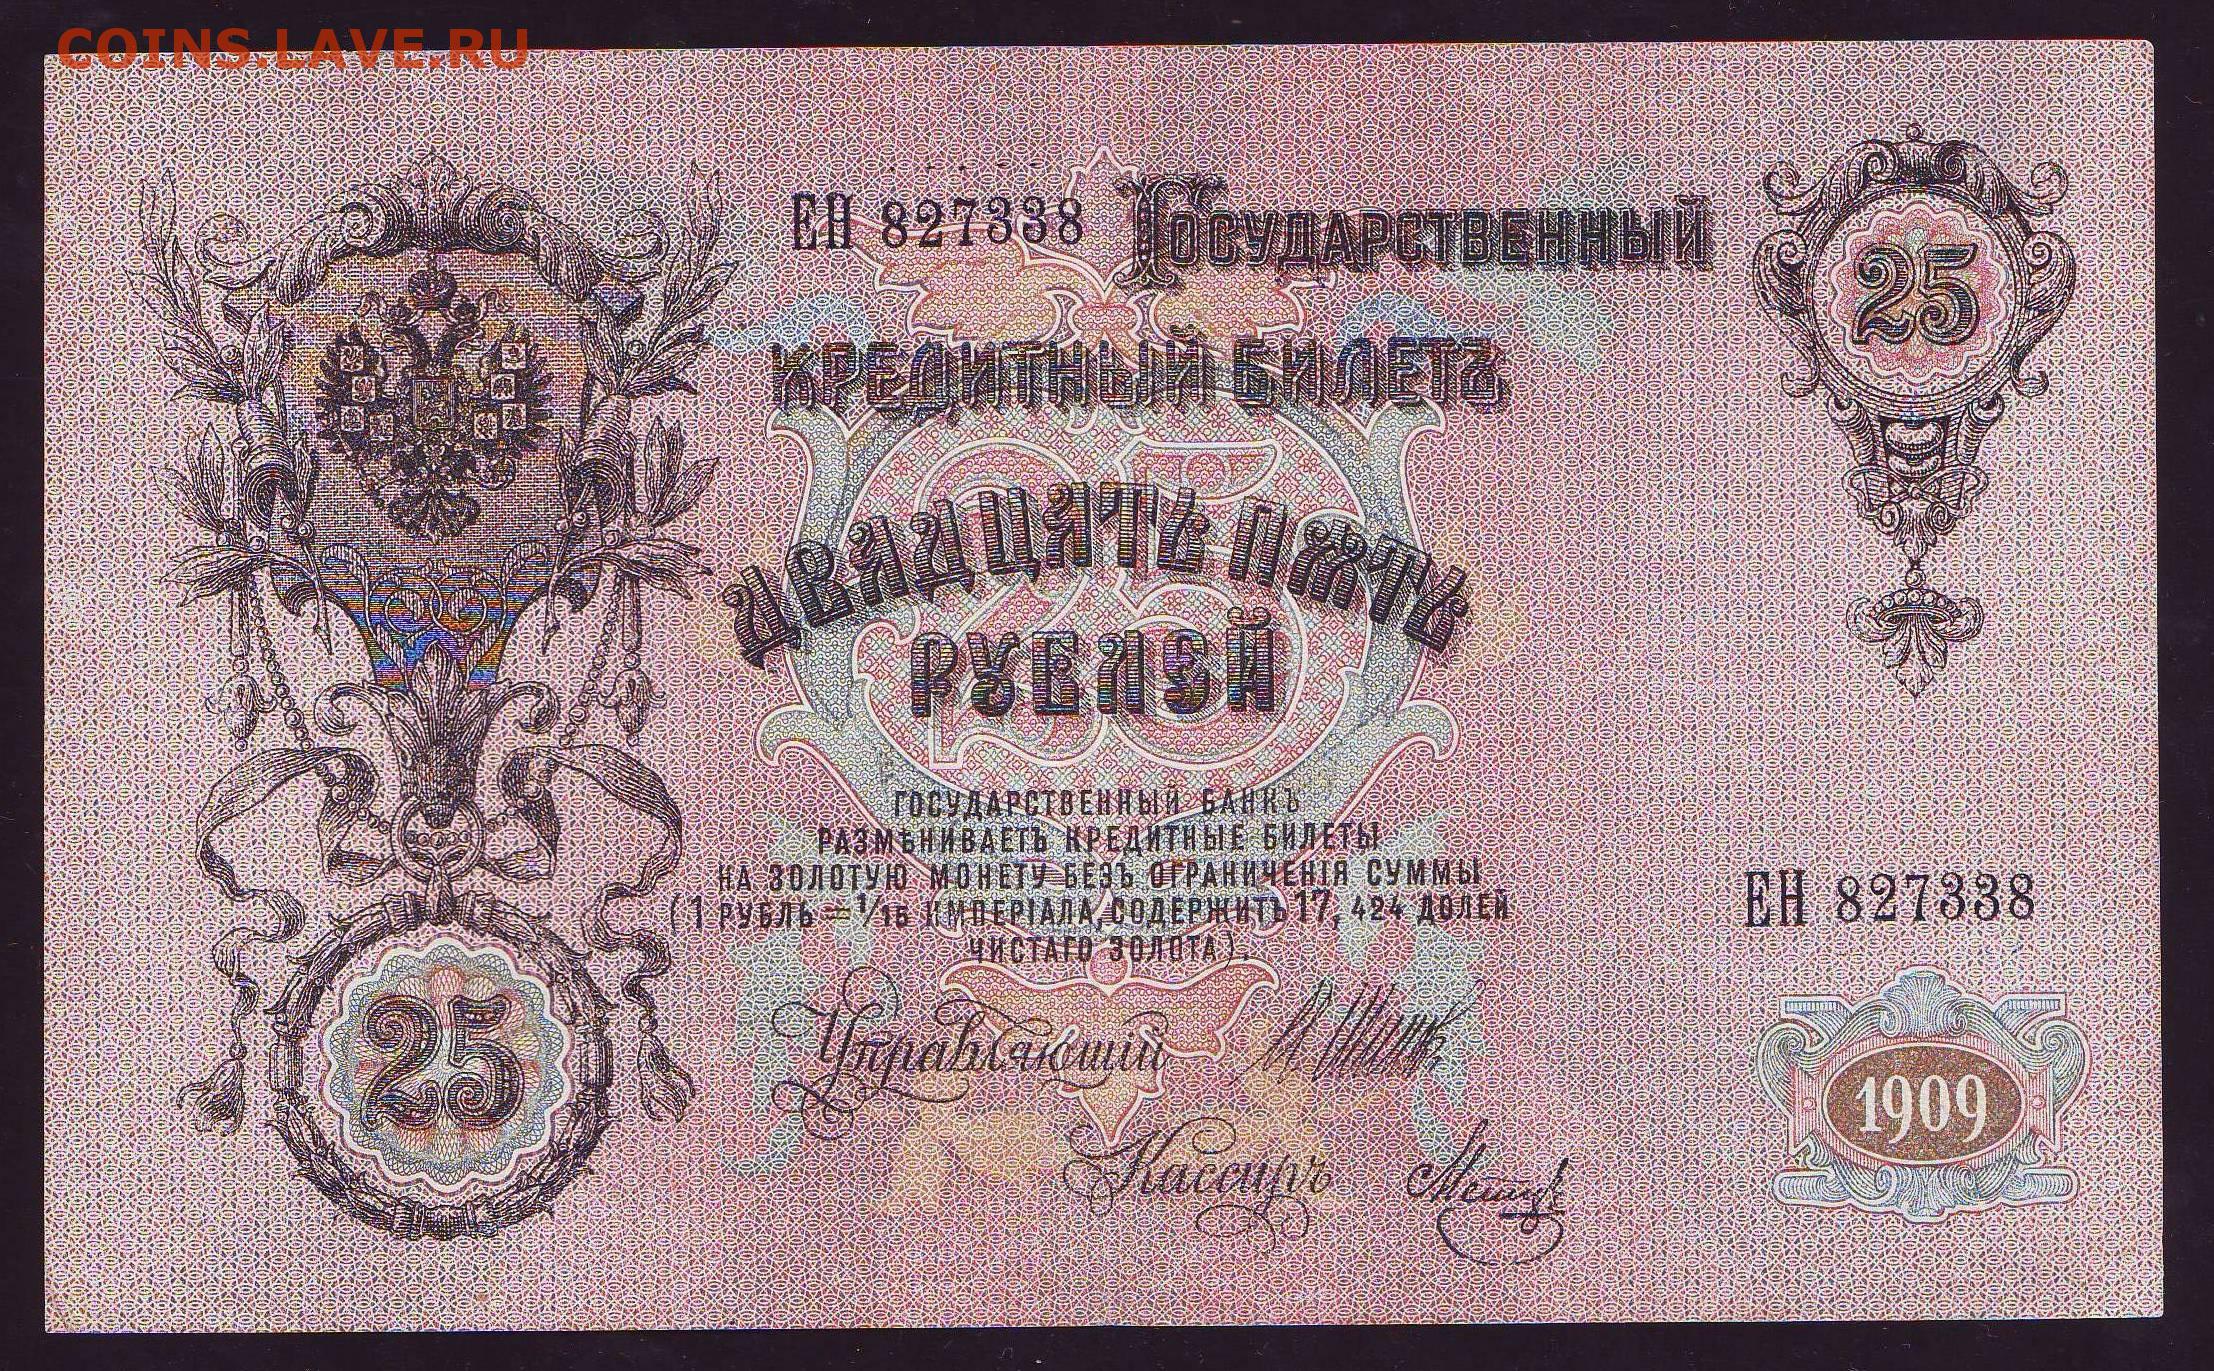 COINS.LAVE.RU
ЕН 827338 ГОСУДАРСТВЕННЫЙ
25
КРЕДИТНЫЙ БИЛЕТЪ
25
ДВАДЦАТЬ ПЯТЬ
РУБЛЕЙ
25
ГОСУДАРСТВЕННЫЙ БАНКЪ
РАЗМѢНИВАЕТЪ КРЕДИТНЫЕ БИЛЕТЫ
НА ЗОЛОТУЮ МОНЕТУ БЕЗЪ ОГРАНИЧЕНІЯ СУММЫ
(1 РУБЛЬ = 1/15 ИМПЕРІАЛА, СОДЕРЖИТЪ 17, 424 ДОЛЕЙ
ЧИСТАГО ЗОЛОТА).
ЕН 827338
25
Управляющій
1909
Кассиръ